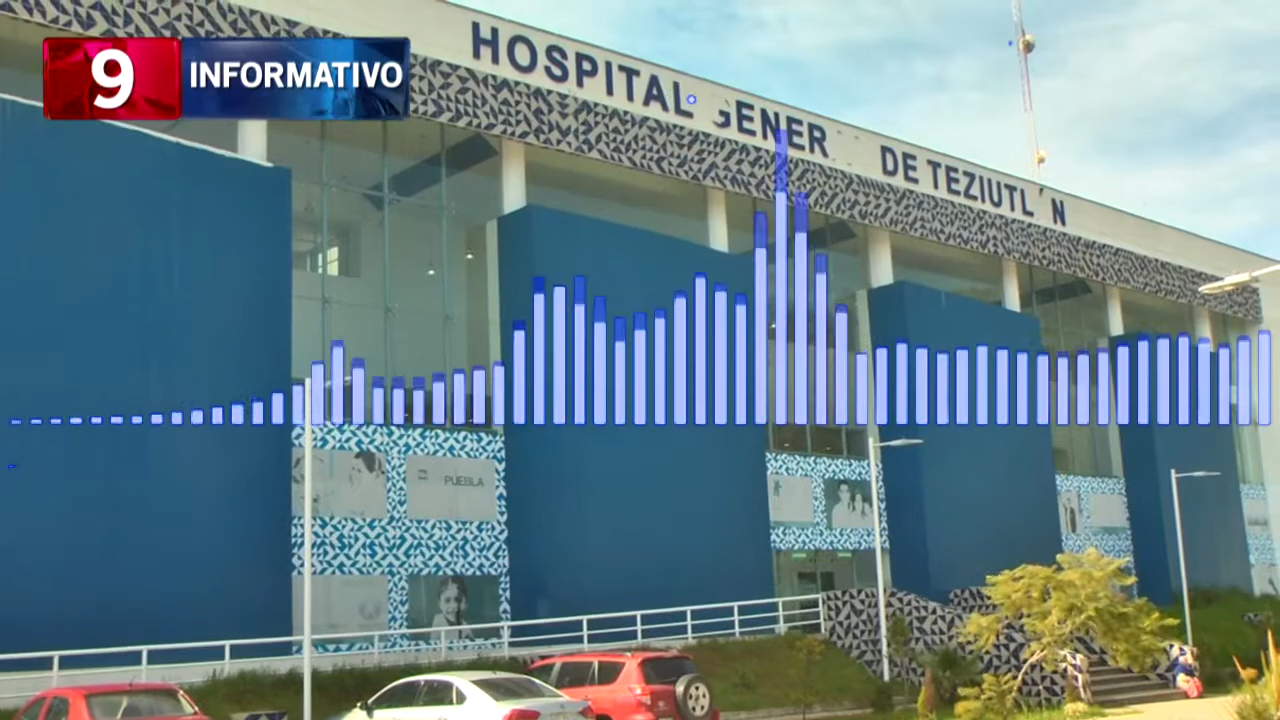 9 INFORMATIVO
HOSPITAL GENER DE TEZIUTL N
PUEBLA